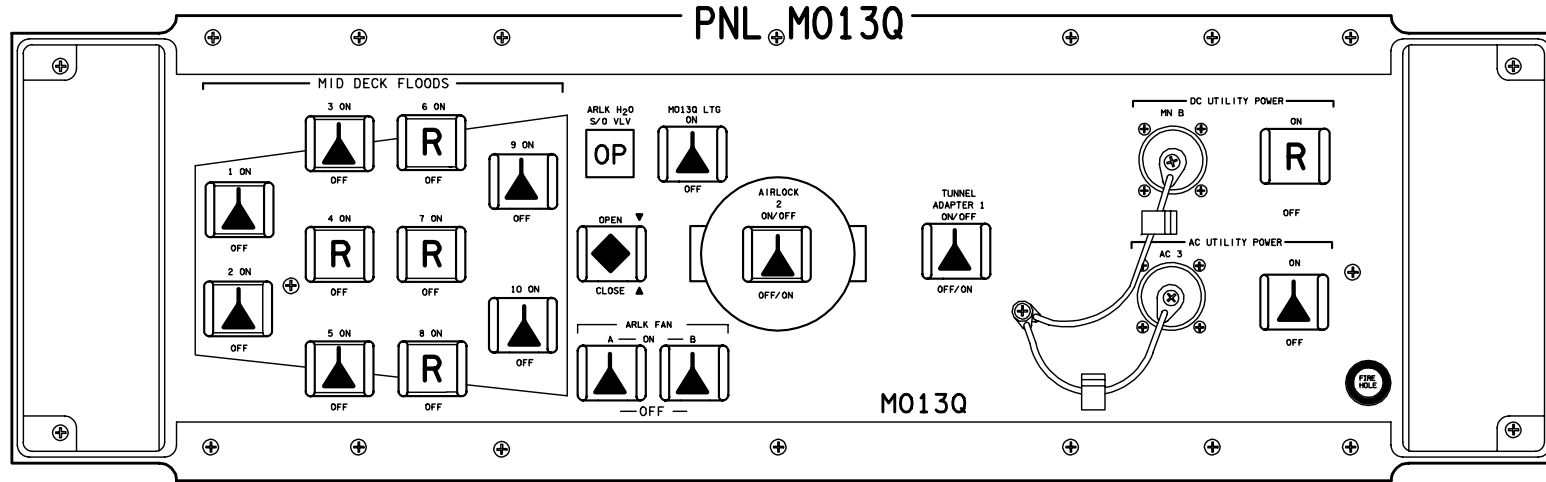 PNL M013Q
MID DECK FLOODS
3 ON
OFF
6 ON
R
OFF
9 ON
OFF
1 ON
OFF
4 ON
R
OFF
7 ON
R
OFF
2 ON
OFF
10 ON
OFF
5 ON
OFF
8 ON
R
OFF
ARLK H₂O
S/O VLV
OP
OPEN
CLOSE
M013Q LTG
ON
OFF
AIRLOCK
2
ON/OFF
OFF/ON
ARLK FAN
A — ON — B
—OFF—
TUNNEL
ADAPTER 1
ON/OFF
OFF/ON
M013Q
DC UTILITY POWER
MN B
ON
R
OFF
AC UTILITY POWER
AC 3
ON
OFF
FIRE
HOLE